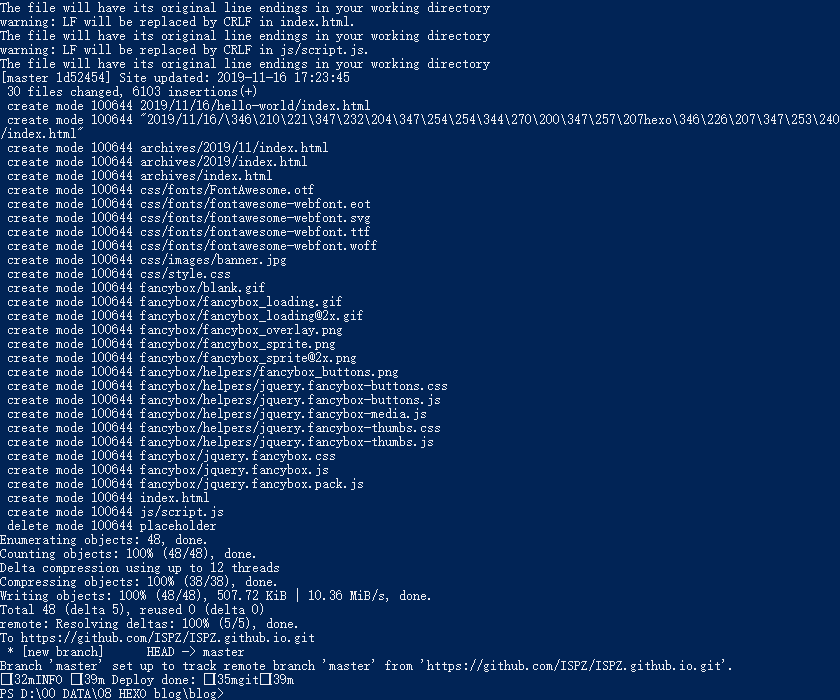 The file will have its original line endings in your working directory
warning: LF will be replaced by CRLF in index.html.
The file will have its original line endings in your working directory
warning: LF will be replaced by CRLF in js/script.js.
The file will have its original line endings in your working directory
[master 1d52454] Site updated: 2019-11-16 17:23:45
 30 files changed, 6103 insertions(+)
 create mode 100644 2019/11/16/hello-world/index.html
 create mode 100644 "2019/11/16/\346\210\221\347\232\204\347\254\254\344\270\200\347\257\207hexo\346\226\207\347\253\240
/index.html"
 create mode 100644 archives/2019/11/index.html
 create mode 100644 archives/2019/index.html
 create mode 100644 archives/index.html
 create mode 100644 css/fonts/FontAwesome.otf
 create mode 100644 css/fonts/fontawesome-webfont.eot
 create mode 100644 css/fonts/fontawesome-webfont.svg
 create mode 100644 css/fonts/fontawesome-webfont.ttf
 create mode 100644 css/fonts/fontawesome-webfont.woff
 create mode 100644 css/images/banner.jpg
 create mode 100644 css/style.css
 create mode 100644 fancybox/blank.gif
 create mode 100644 fancybox/fancybox_loading.gif
 create mode 100644 fancybox/fancybox_loading@2x.gif
 create mode 100644 fancybox/fancybox_overlay.png
 create mode 100644 fancybox/fancybox_sprite.png
 create mode 100644 fancybox/fancybox_sprite@2x.png
 create mode 100644 fancybox/helpers/fancybox_buttons.png
 create mode 100644 fancybox/helpers/jquery.fancybox-buttons.css
 create mode 100644 fancybox/helpers/jquery.fancybox-buttons.js
 create mode 100644 fancybox/helpers/jquery.fancybox-media.js
 create mode 100644 fancybox/helpers/jquery.fancybox-thumbs.css
 create mode 100644 fancybox/helpers/jquery.fancybox-thumbs.js
 create mode 100644 fancybox/jquery.fancybox.css
 create mode 100644 fancybox/jquery.fancybox.js
 create mode 100644 fancybox/jquery.fancybox.pack.js
 create mode 100644 index.html
 create mode 100644 js/script.js
 delete mode 100644 placeholder
Enumerating objects: 48, done.
Counting objects: 100% (48/48), done.
Delta compression using up to 12 threads
Compressing objects: 100% (38/38), done.
Writing objects: 100% (48/48), 507.72 KiB | 10.36 MiB/s, done.
Total 48 (delta 5), reused 0 (delta 0)
remote: Resolving deltas: 100% (5/5), done.
To https://github.com/ISPZ/ISPZ.github.io.git
 * [new branch]      HEAD -> master
Branch 'master' set up to track remote branch 'master' from 'https://github.com/ISPZ/ISPZ.github.io.git'.
□[32mINFO □[39m Deploy done: □[35mgit□[39m
PS D:\00 DATA\08 HEXO blog\blog>